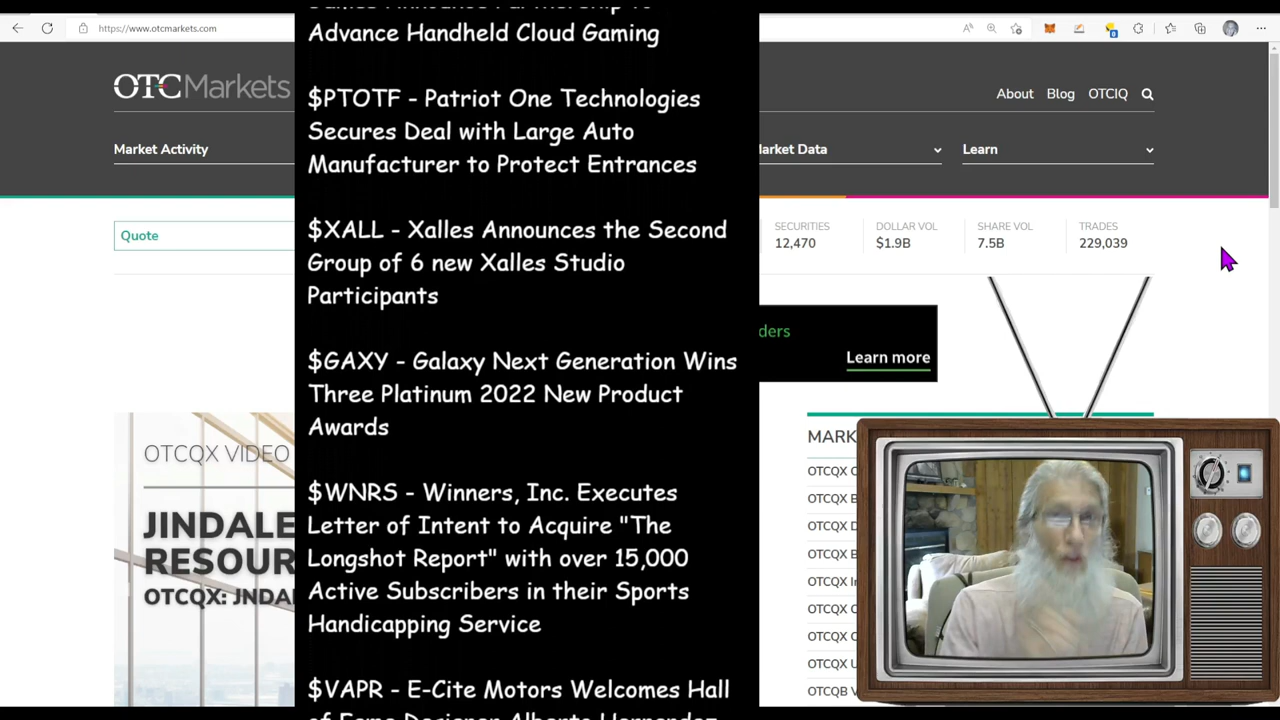 https://www.otcmarkets.com
OTCMarkets
About
Blog
OTCIQ
Market Activity
Market Data
Learn
Quote
SECURITIES
12,470
DOLLAR VOL
$1.9B
SHARE VOL
7.5B
TRADES
229,039
Learn more
OTCQX VIDEO
JINDALE
RESOUR
OTCQX: JNDA
MARK
OTCQX
OTCQX
OTCQX
OTCQX
OTCQX
OTCQX
OTCQX
OTCQX
OTCQB
Advance Handheld Cloud Gaming
$PTOTF - Patriot One Technologies
Secures Deal with Large Auto
Manufacturer to Protect Entrances
$XALL - Xalles Announces the Second
Group of 6 new Xalles Studio
Participants
$GAXY - Galaxy Next Generation Wins
Three Platinum 2022 New Product
Awards
$WNRS - Winners, Inc. Executes
Letter of Intent to Acquire "The
Longshot Report" with over 15,000
Active Subscribers in their Sports
Handicapping Service
$VAPR - E-Cite Motors Welcomes Hall